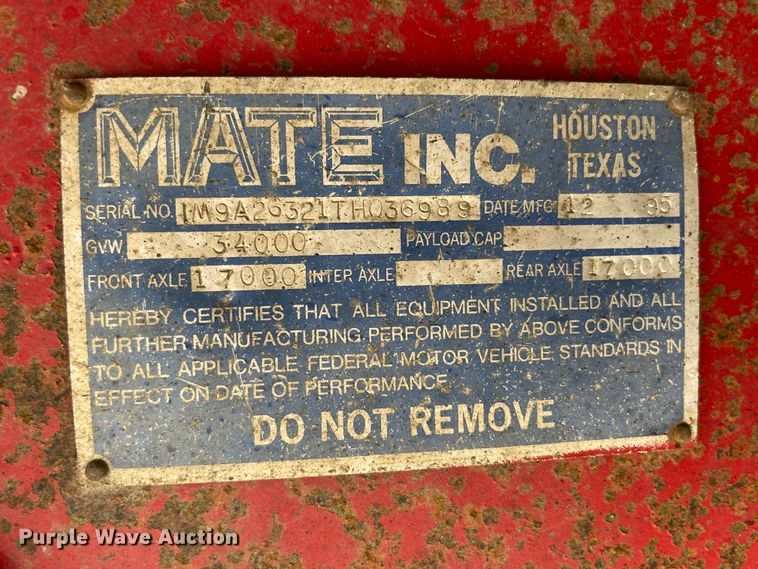 MATE INC. HOUSTON TEXAS
SERIAL NO. 1M9A26321TH036989 DATE MFG 12 95
GVW 34000 PAYLOAD CAP
FRONT AXLE 17000 INTER AXLE REAR AXLE 17000
HEREBY CERTIFIES THAT ALL EQUIPMENT INSTALLED AND ALL
FURTHER MANUFACTURING PERFORMED BY ABOVE CONFORMS
TO ALL APPLICABLE FEDERAL MOTOR VEHICLE STANDARDS IN
EFFECT ON DATE OF PERFORMANCE
DO NOT REMOVE
Purple Wave Auction